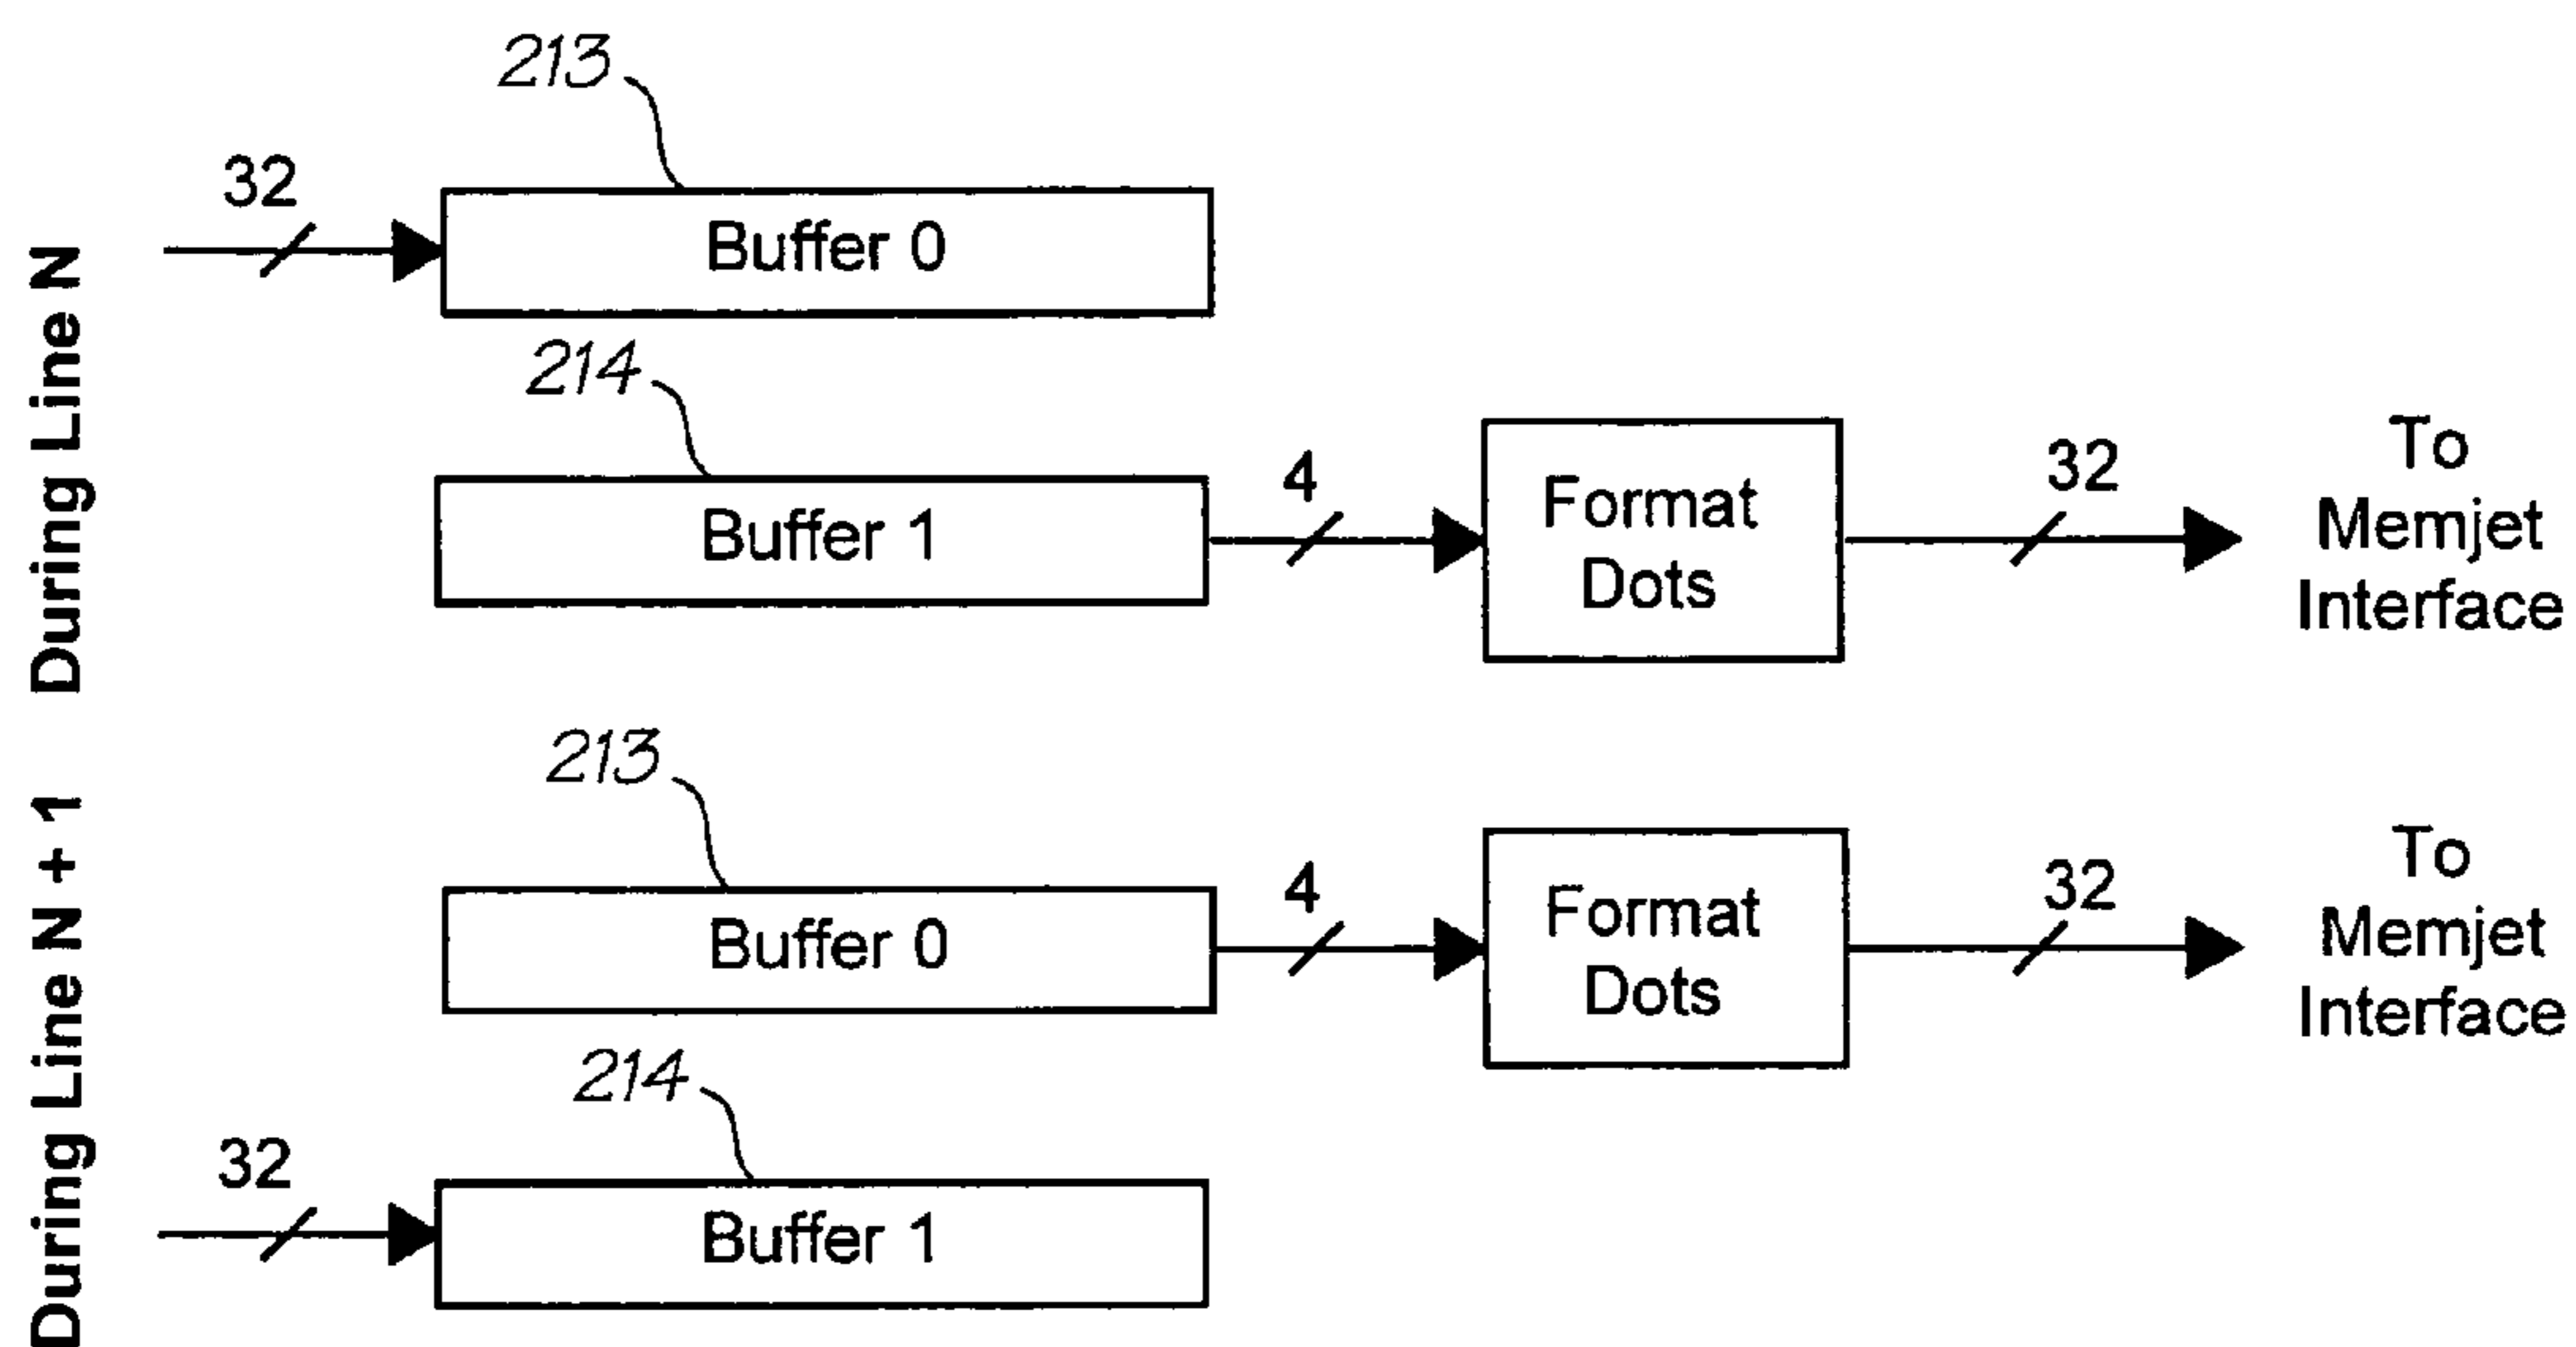 During Line N
213
32
Buffer 0
214
Buffer 1
4
Format
Dots
32
To
Memjet
Interface
During Line N + 1
213
Buffer 0
4
Format
Dots
32
To
Memjet
Interface
214
32
Buffer 1